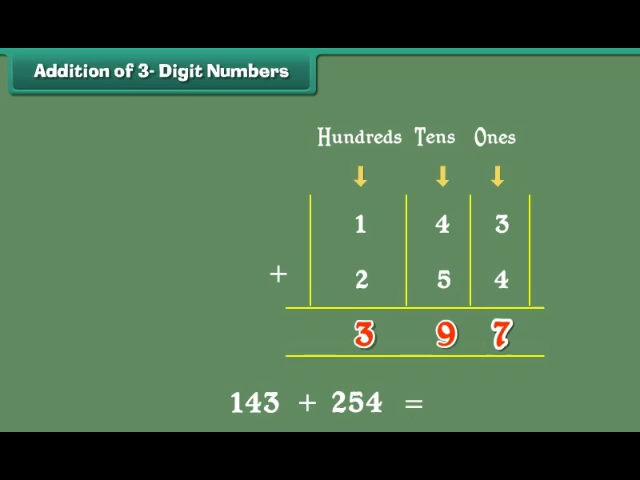 Addition of 3- Digit Numbers
Hundreds Tens Ones
1 4 3
+ 2 5 4
3 9 7
143 + 254 =